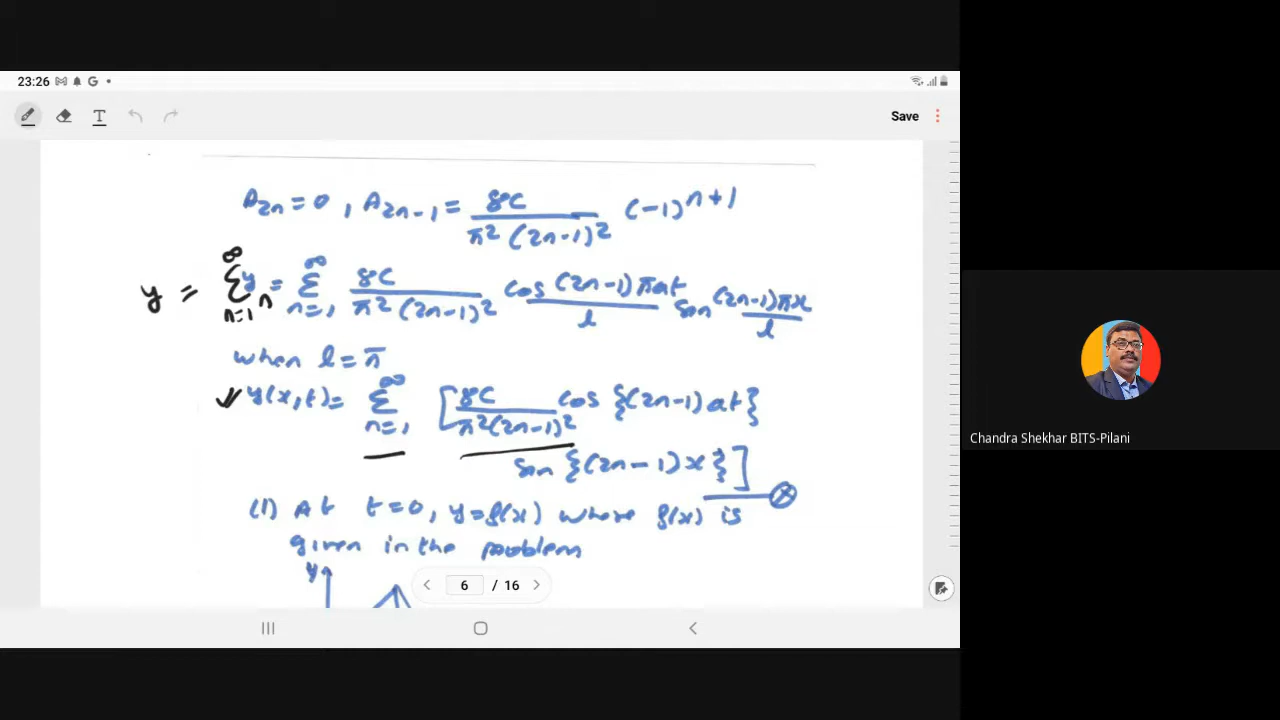 23:26
Save
A₂ₙ = 0, A₂ₙ₋₁ = 8c / π² (2n-1)² (-1)ⁿ⁺¹
y = ∑ₙ₌₁^∞ yₙ = ∑ₙ₌₁^∞ 8c / π² (2n-1)² cos (2n-1)πat / l sin (2n-1)πx / l
when l = π
y(x,t) = ∑ₙ₌₁^∞ [ 8c / π²(2n-1)² cos {(2n-1)at}
sin {(2n-1)x} ] ⊗
(1) At t=0, y=f(x) where f(x) is
given in the problem
y
6 / 16
Chandra Shekhar BITS-Pilani